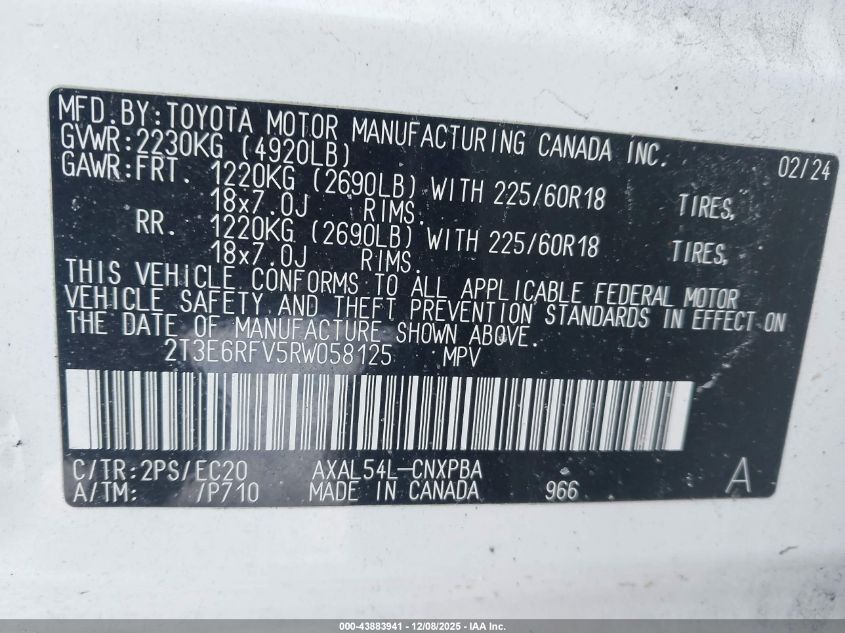 MFD.BY:TOYOTA MOTOR MANUFACTURING CANADA INC. 02/24
GVWR:2230KG (4920LB)
GAWR:FRT. 1220KG (2690LB) WITH 225/60R18 TIRES,
18x7.0J RIMS.
RR. 1220KG (2690LB) WITH 225/60R18 TIRES,
18x7.0J RIMS.
THIS VEHICLE CONFORMS TO ALL APPLICABLE FEDERAL MOTOR
VEHICLE SAFETY AND THEFT PREVENTION STANDARDS IN EFFECT ON
THE DATE OF MANUFACTURE SHOWN ABOVE.
2T3E6RFV5RW058125 MPV
C/TR:2PS/EC20 AXAL54L-CNXPBA A
A/TM: /P710 MADE IN CANADA 966
000-43883941 | 12/08/2025 | IAA Inc.